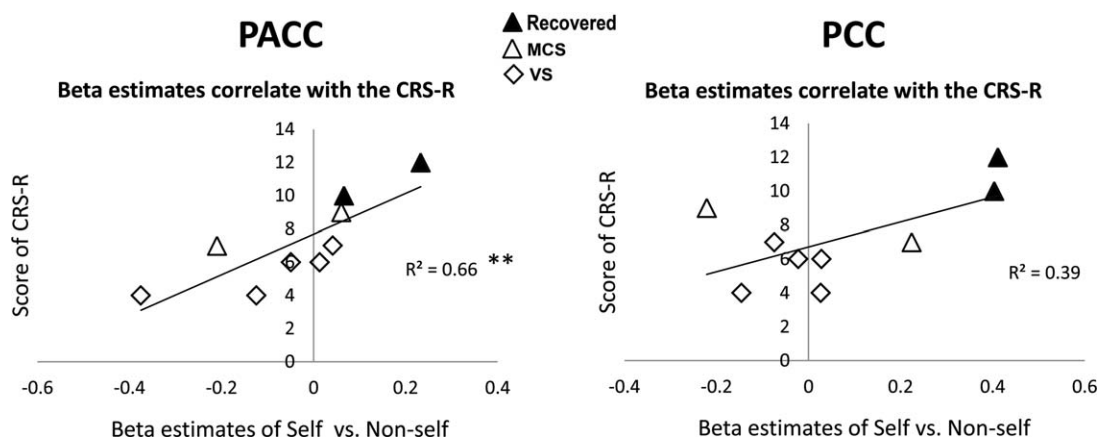 PACC
Recovered
MCS
VS
PCC
Beta estimates correlate with the CRS-R
Score of CRS-R
14
12
10
8
6
4
2
0
R² = 0.66 **
-0.6
-0.4
-0.2
0
0.2
0.4
Beta estimates of Self vs. Non-self
Beta estimates correlate with the CRS-R
Score of CRS-R
14
12
10
8
6
4
2
0
R² = 0.39
-0.4
-0.2
0
0.2
0.4
0.6
Beta estimates of Self vs. Non-self